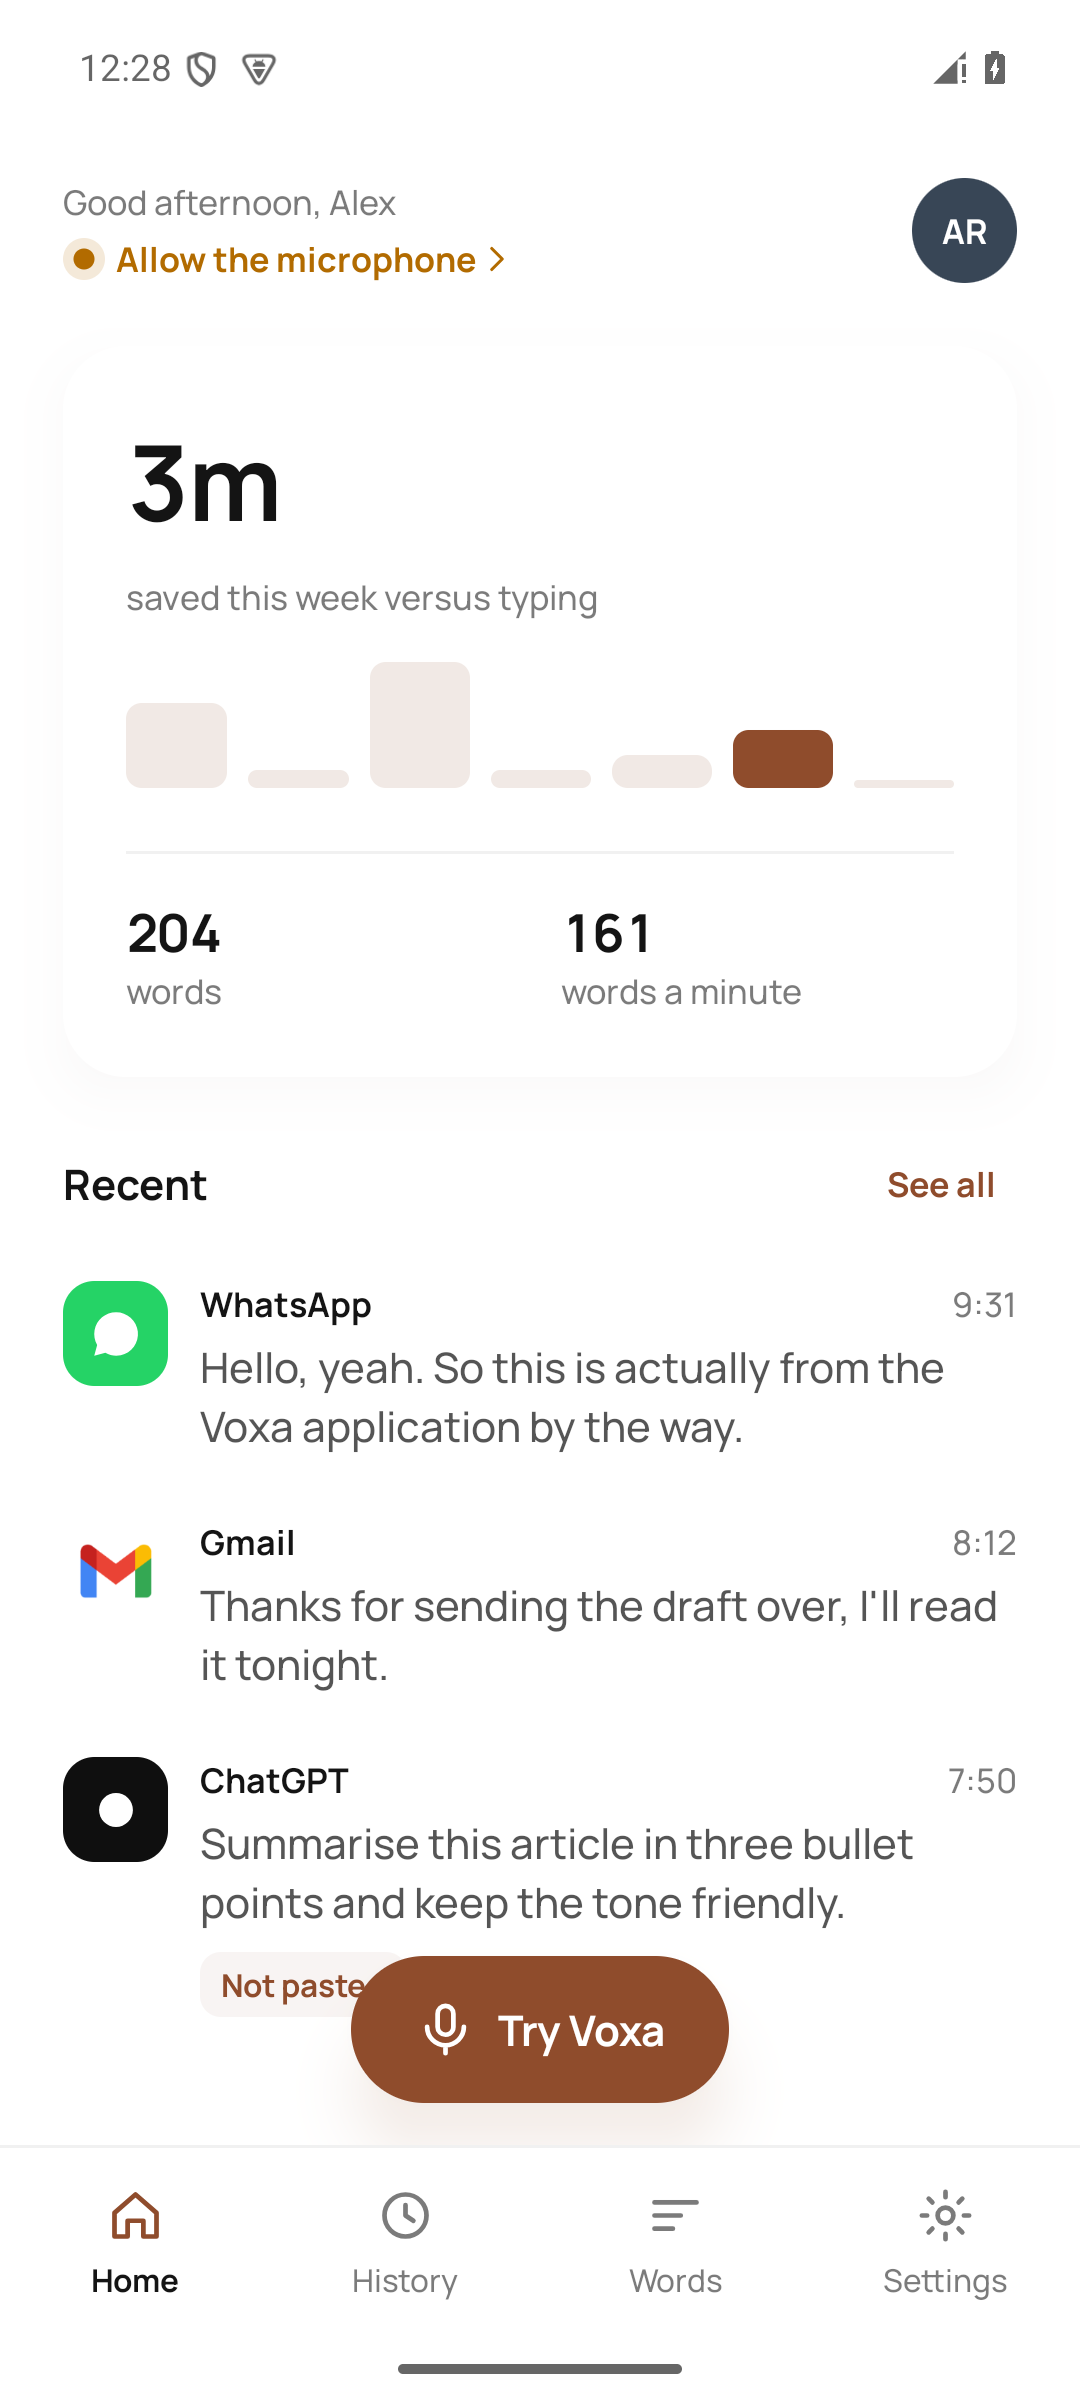 12:28
Good afternoon, Alex
AR
Allow the microphone
3m
saved this week versus typing
204
words
161
words a minute
Recent
See all
WhatsApp
9:31
Hello, yeah. So this is actually from the
Voxa application by the way.
Gmail
8:12
Thanks for sending the draft over, I'll read
it tonight.
ChatGPT
7:50
Summarise this article in three bullet
points and keep the tone friendly.
Not paste
Try Voxa
Home
History
Words
Settings